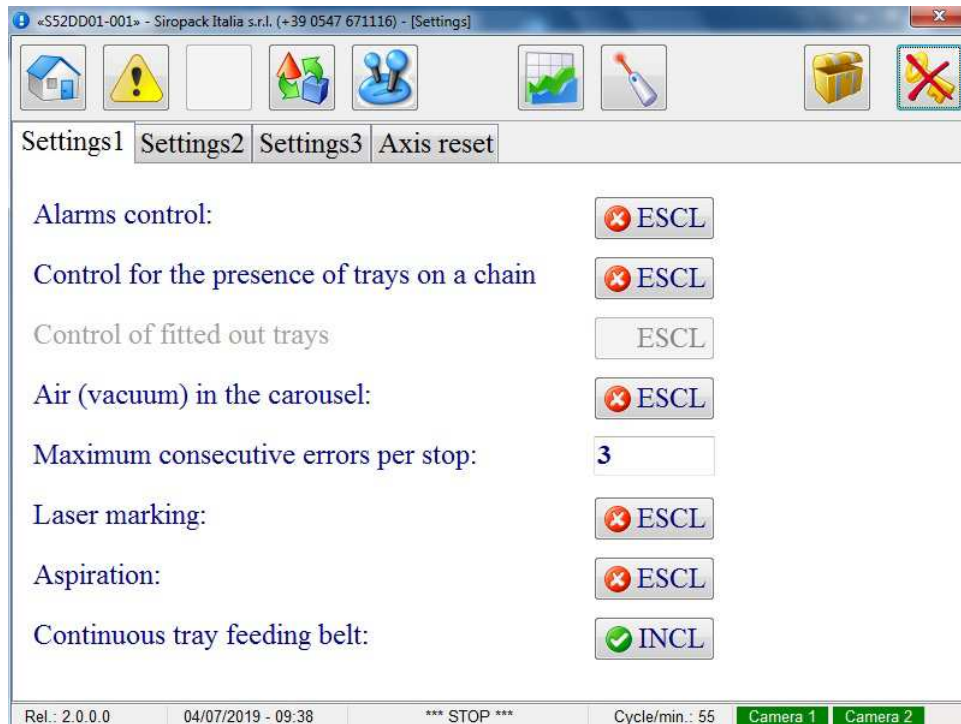 «S52DD01-001» - Siropack Italia s.r.l. (+39 0547 671116) - [Settings]
Settings1 Settings2 Settings3 Axis reset
Alarms control: ESCL
Control for the presence of trays on a chain ESCL
Control of fitted out trays ESCL
Air (vacuum) in the carousel: ESCL
Maximum consecutive errors per stop: 3
Laser marking: ESCL
Aspiration: ESCL
Continuous tray feeding belt: INCL
Rel.: 2.0.0.0 04/07/2019 - 09:38 *** STOP *** Cycle/min.: 55 Camera 1 Camera 2